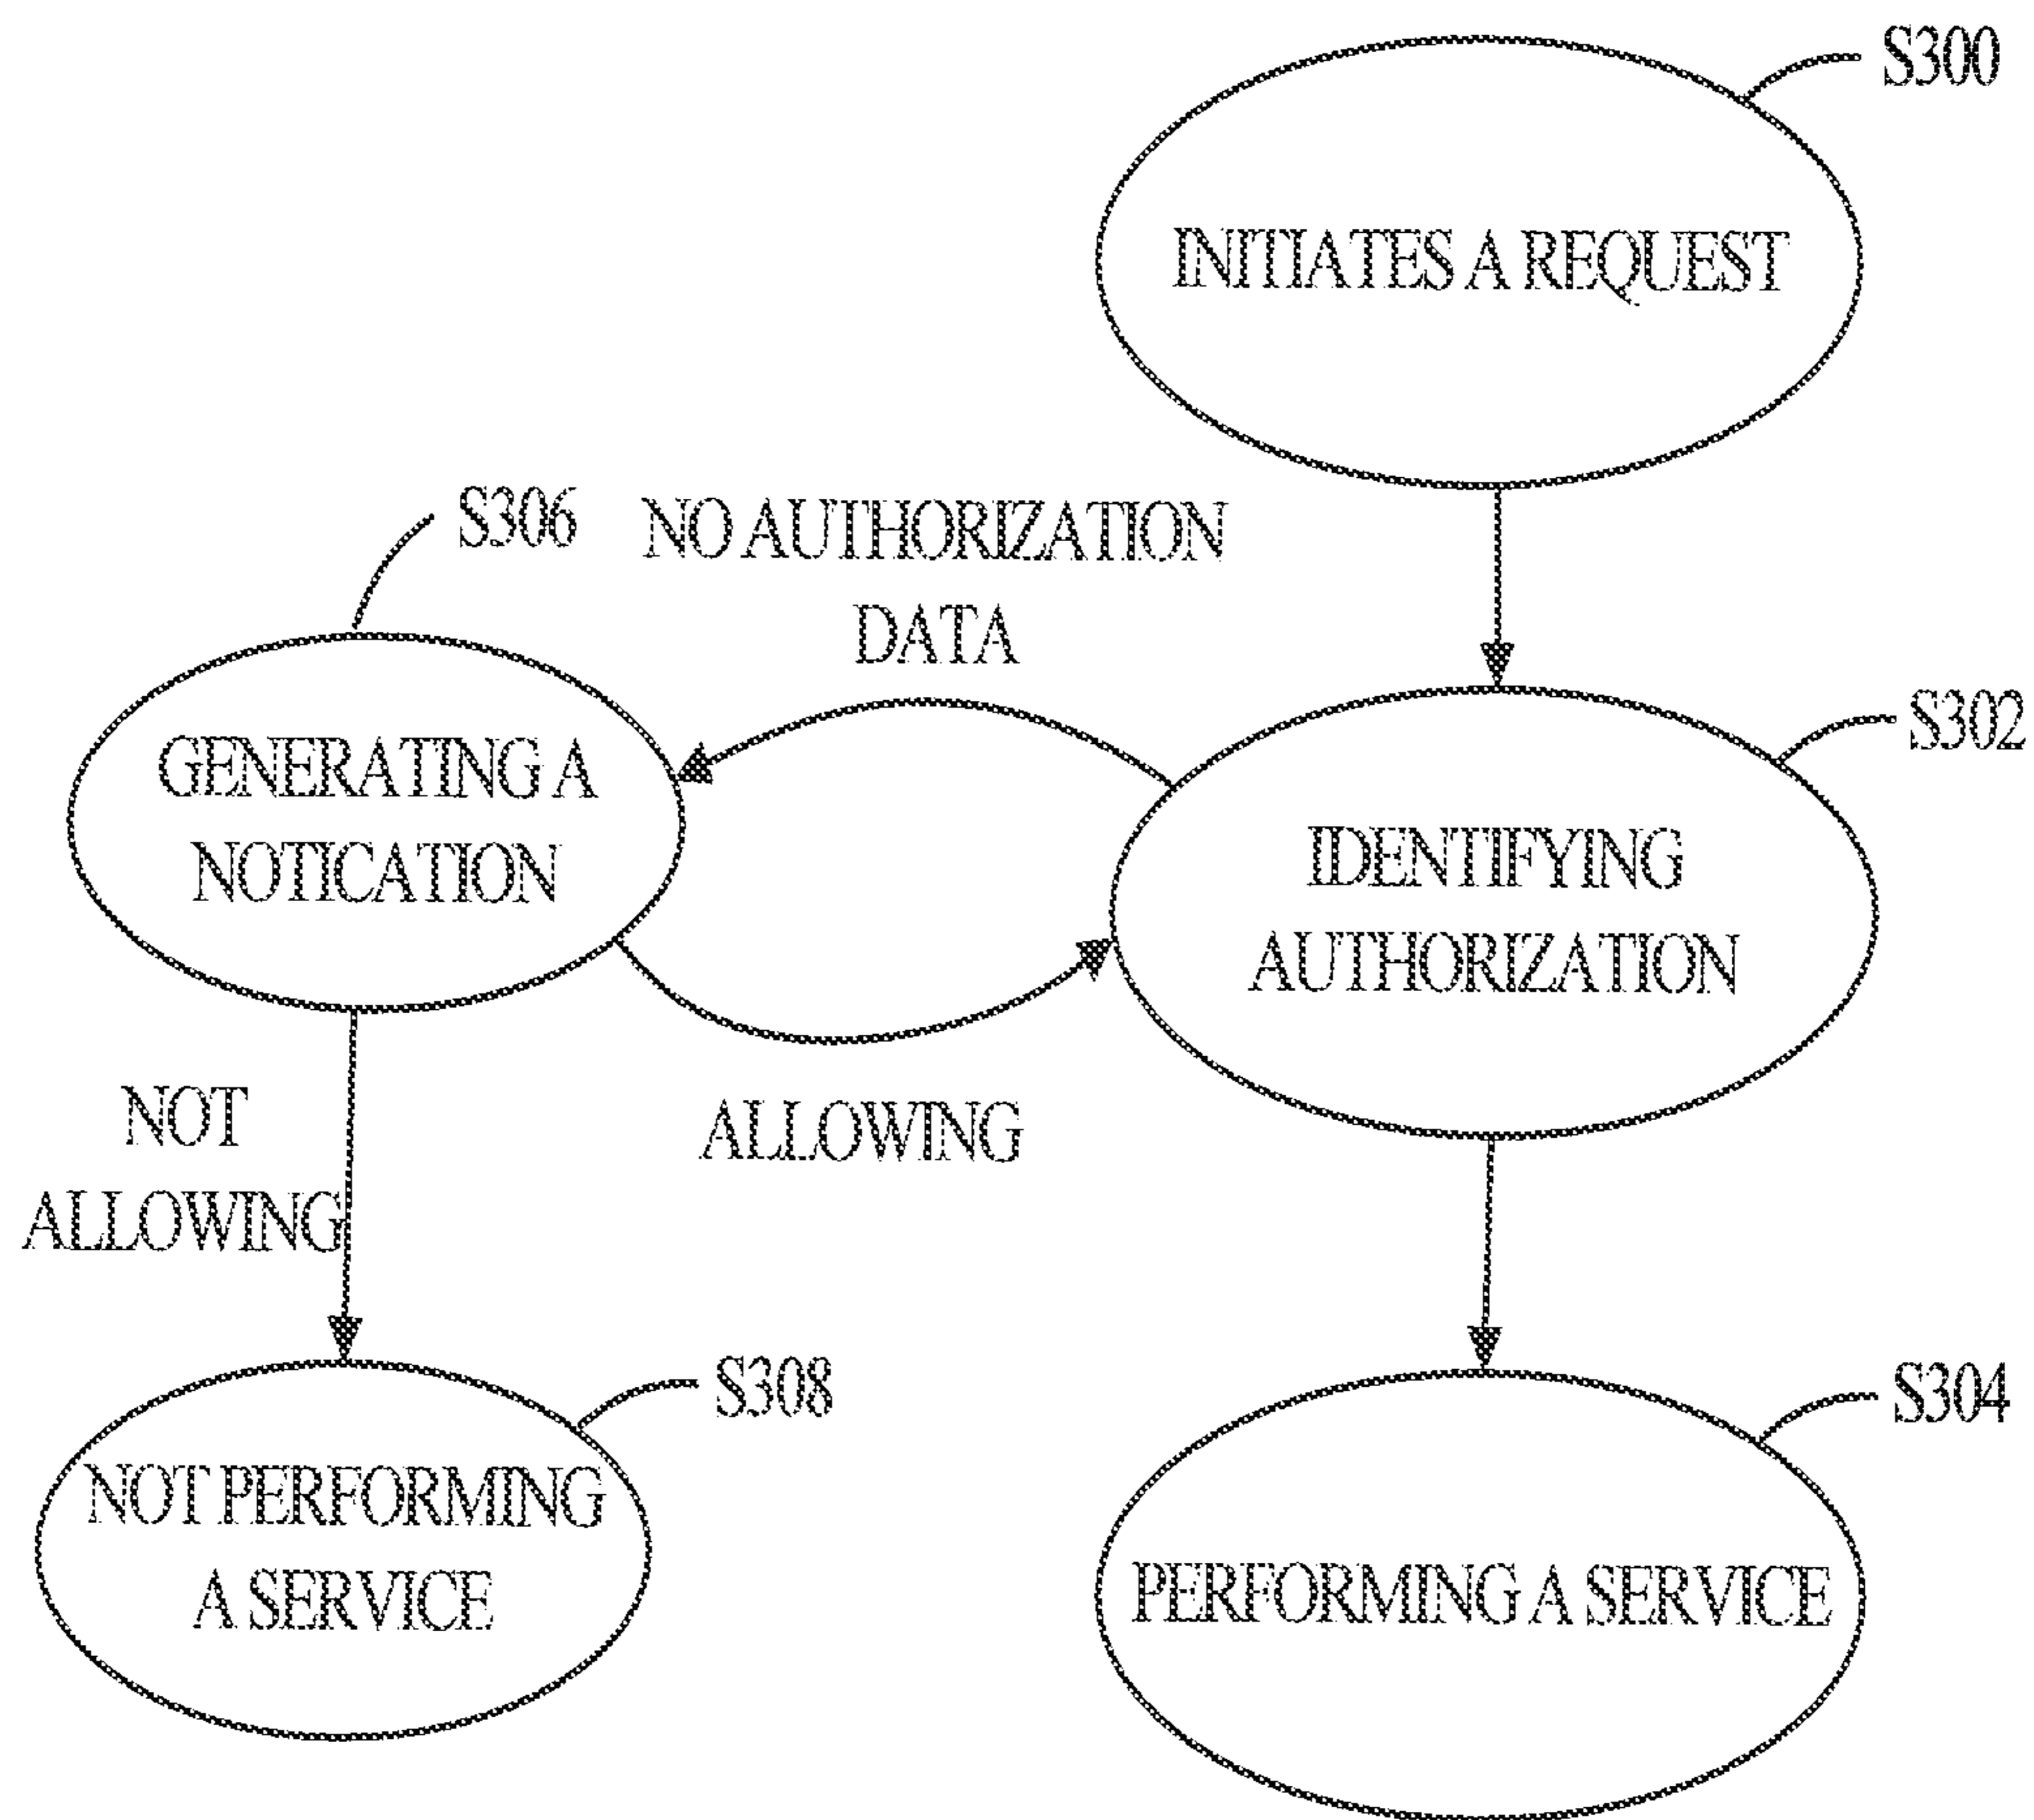 S300
INITIATES A REQUEST
S306
NO AUTHORIZATION
DATA
S302
GENERATING A
NOTICATION
IDENTIFYING
AUTHORIZATION
NOT
ALLOWING
ALLOWING
S308
NOT PERFORMING
A SERVICE
S304
PERFORMING A SERVICE